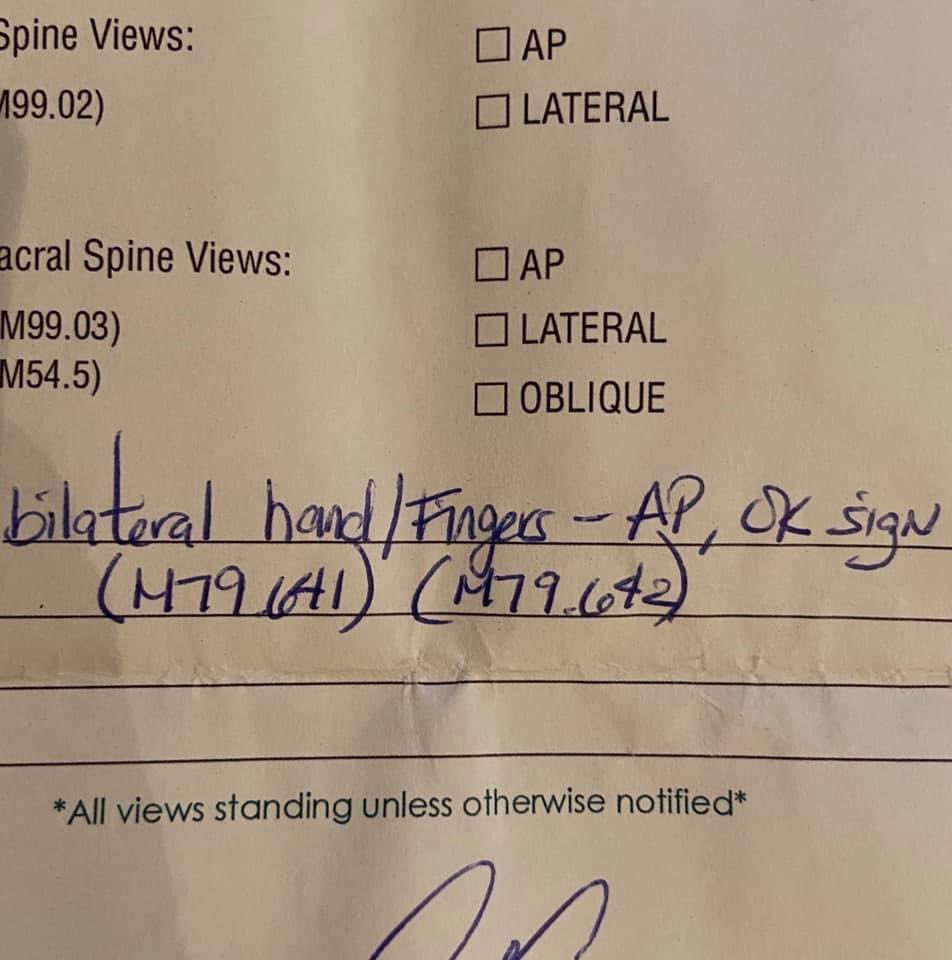 Spine Views:
AP
M99.02)
LATERAL
acral Spine Views:
AP
M99.03)
LATERAL
M54.5)
OBLIQUE
bilateral hand/Fingers - AP, OK sign
(M79.641) (M79.642)
*All views standing unless otherwise notified*